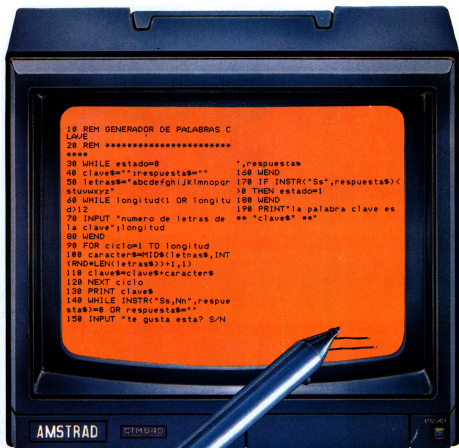 10 REM GENERADOR DE PALABRAS C
LAVE
20 REM ***********************
****
30 WHILE estado=0
40 clave$="":respuesta$=""
50 letras$="abcdefghijklmnopqr
stuvwxyz"
60 WHILE longitud<1 OR longitu
d>12
70 INPUT "numero de letras de
la clave";longitud
80 WEND
90 FOR ciclo=1 TO longitud
100 caracter$=MID$(letras$,INT
(RND*LEN(letras$))+1,1)
110 clave$=clave$+caracter$
120 NEXT ciclo
130 PRINT clave$
140 WHILE INSTR("Ss,Nn",respue
sta$)=0 OR respuesta$=""
150 INPUT "te gusta esta? S/N
",respuesta$
160 WEND
170 IF INSTR("Ss",respuesta$)<
>0 THEN estado=1
180 WEND
190 PRINT"la palabra clave es
** "clave$" **"
AMSTRAD CTM640
POWER